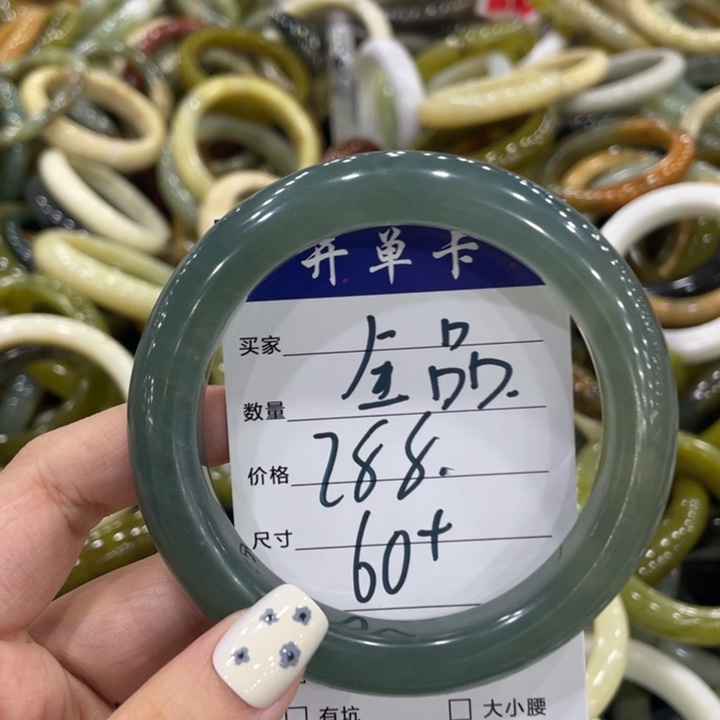 开单卡
买家
数量 全品.
价格 288.
尺寸 60+
有坑 大小腰